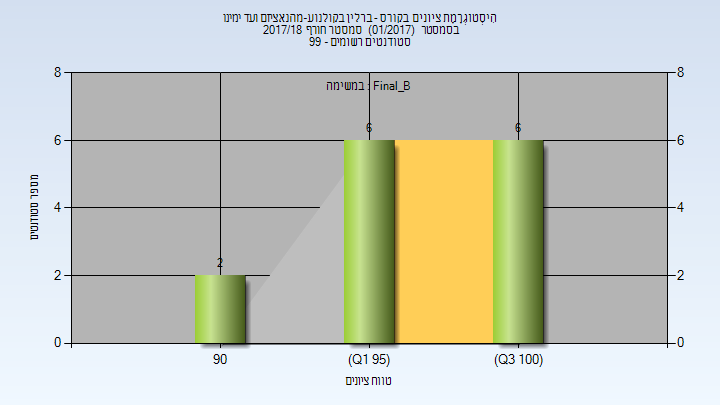 היסטוגרמת ציונים בקורס - ברלין בקולנוע-מהנאציזם ועד ימינו
בסמסטר (01/2017) סמסטר חורף 2017/18
סטודנטים רשומים - 99
במשימה : Final_B
8 8
6 6
6 6
4 4
2
2 2
0 0
90 (Q1 95) (Q3 100)
מספר סטודנטים
טווח ציונים